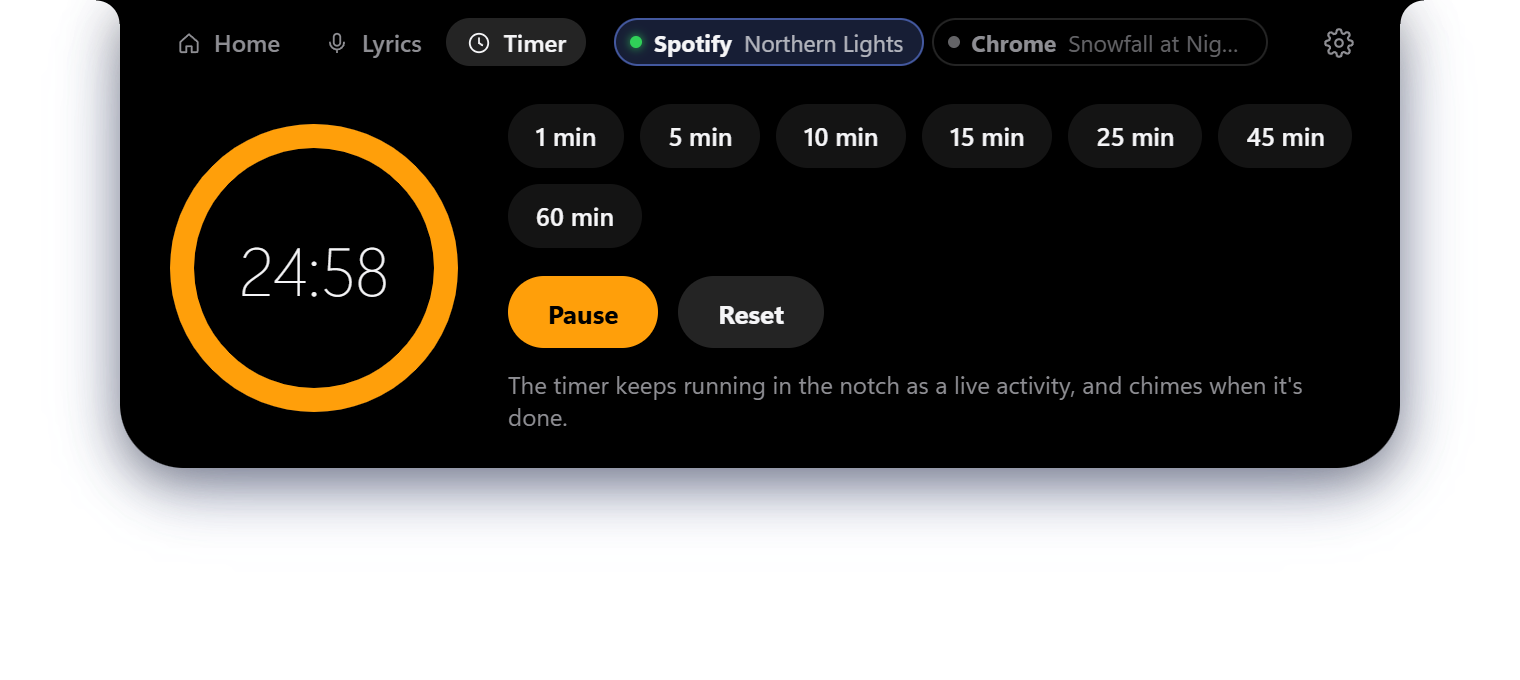 Home Lyrics Timer Spotify Northern Lights Chrome Snowfall at Nig...
1 min 5 min 10 min 15 min 25 min 45 min
60 min
24:58
Pause Reset
The timer keeps running in the notch as a live activity, and chimes when it's
done.